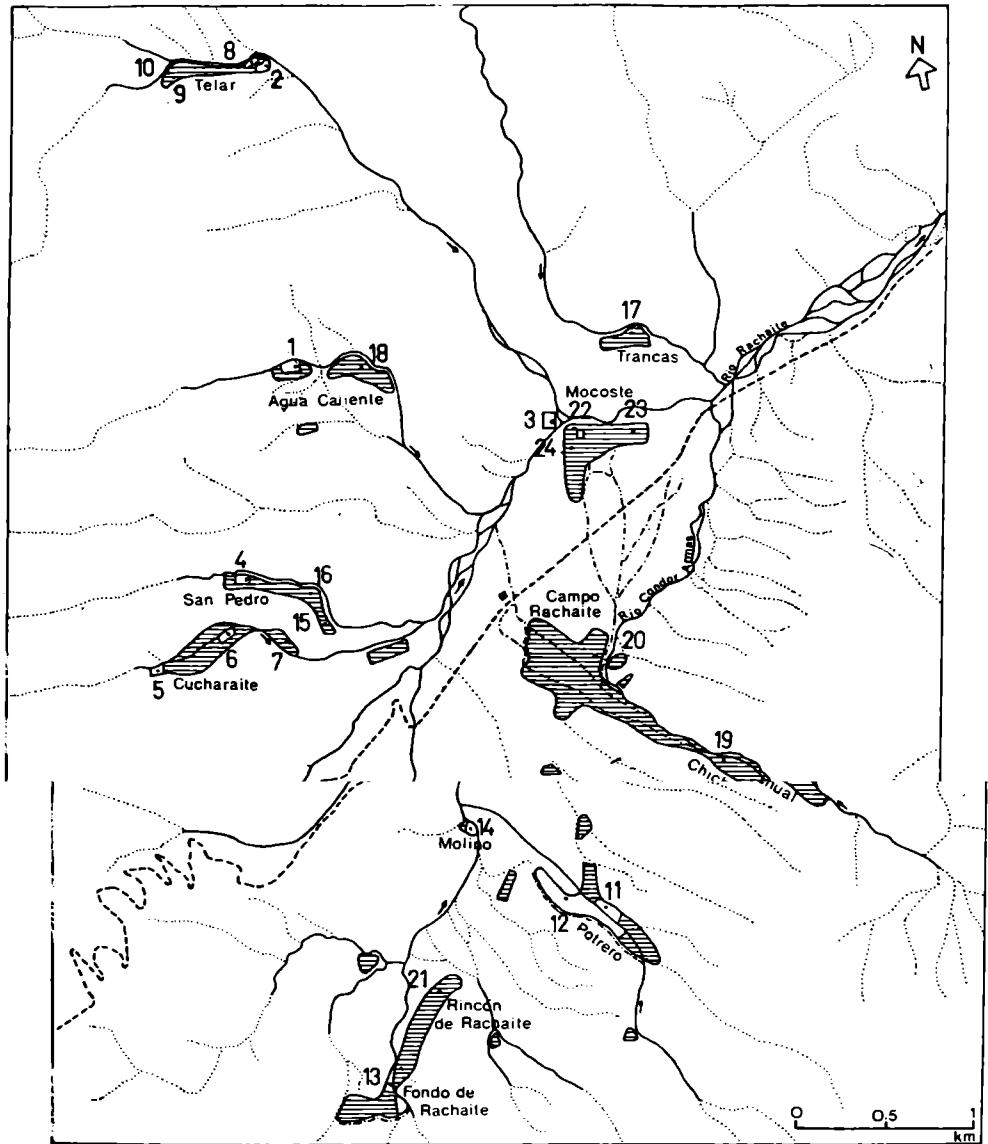 N
8
10
2
9
Telar
17
Rio Rachaite
Trancas
1
18
Agua Caliente
Mocoste
22
23
3
24
4
16
San Pedro
15
6
7
5
Cucharaite
Campo
Rachaite
Rio Condor
20
19
14
Molino
11
12
Potrero
21
Rincón
de Rachaite
13
Fondo de
Rachaite
0
0.5
1
km